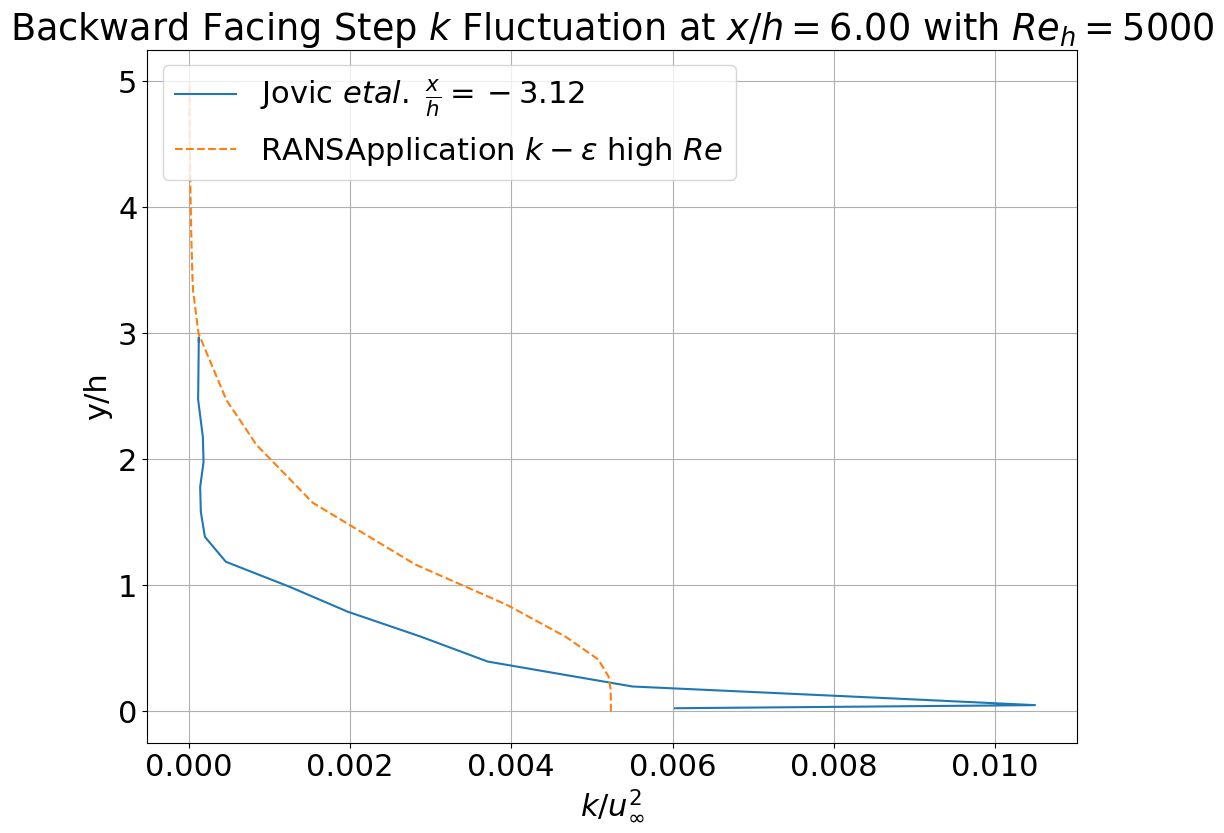 Backward Facing Step k Fluctuation at x/h = 6.00 with Re_h = 5000
Jovic etal. x/h = −3.12
RANSApplication k − ε high Re
5
4
3
2
1
0
y/h
0.000 0.002 0.004 0.006 0.008 0.010
k/u²∞